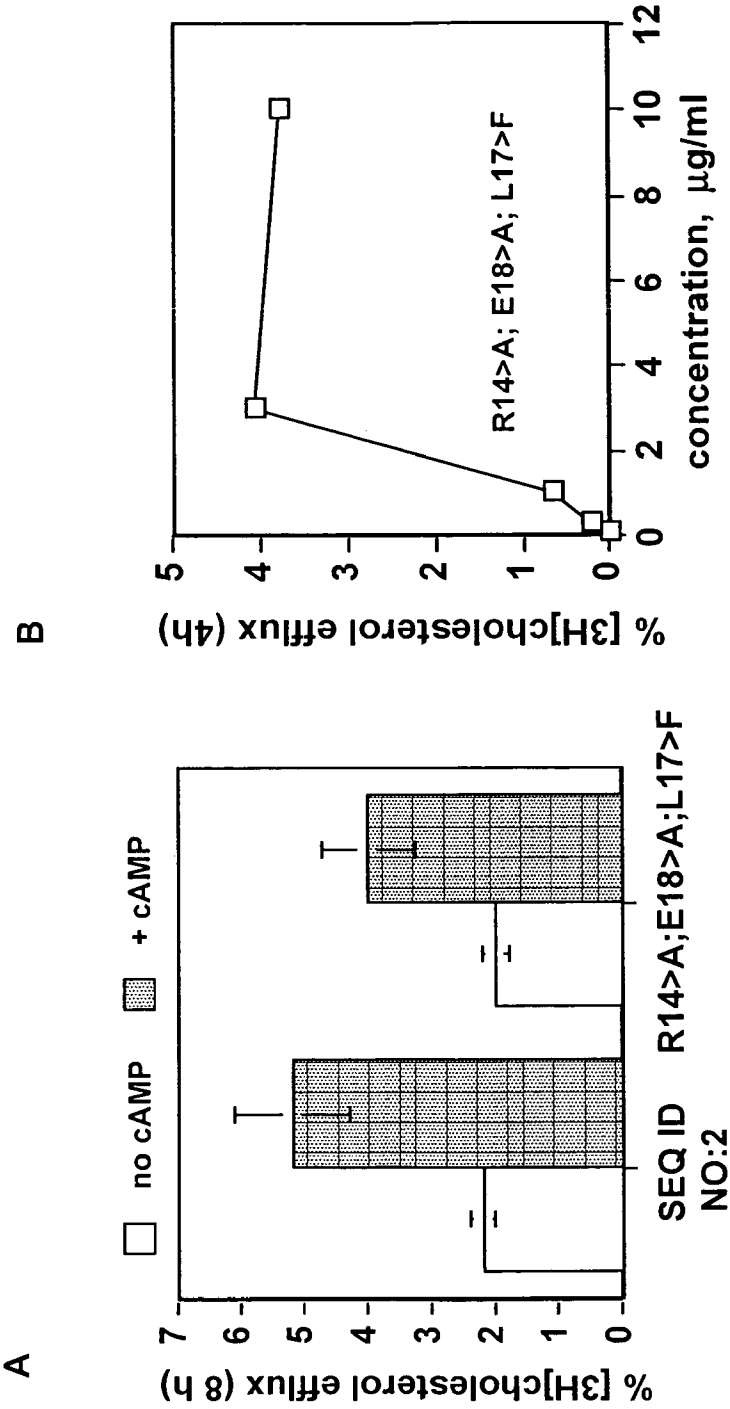 A
no cAMP
+ cAMP
% [3H]cholesterol efflux (8 h)
7
6
5
4
3
2
1
0
SEQ ID
NO:2
R14>A;E18>A;L17>F
B
% [3H]cholesterol efflux (4h)
5
4
3
2
1
0
R14>A; E18>A; L17>F
0
2
4
6
8
10
12
concentration, µg/ml